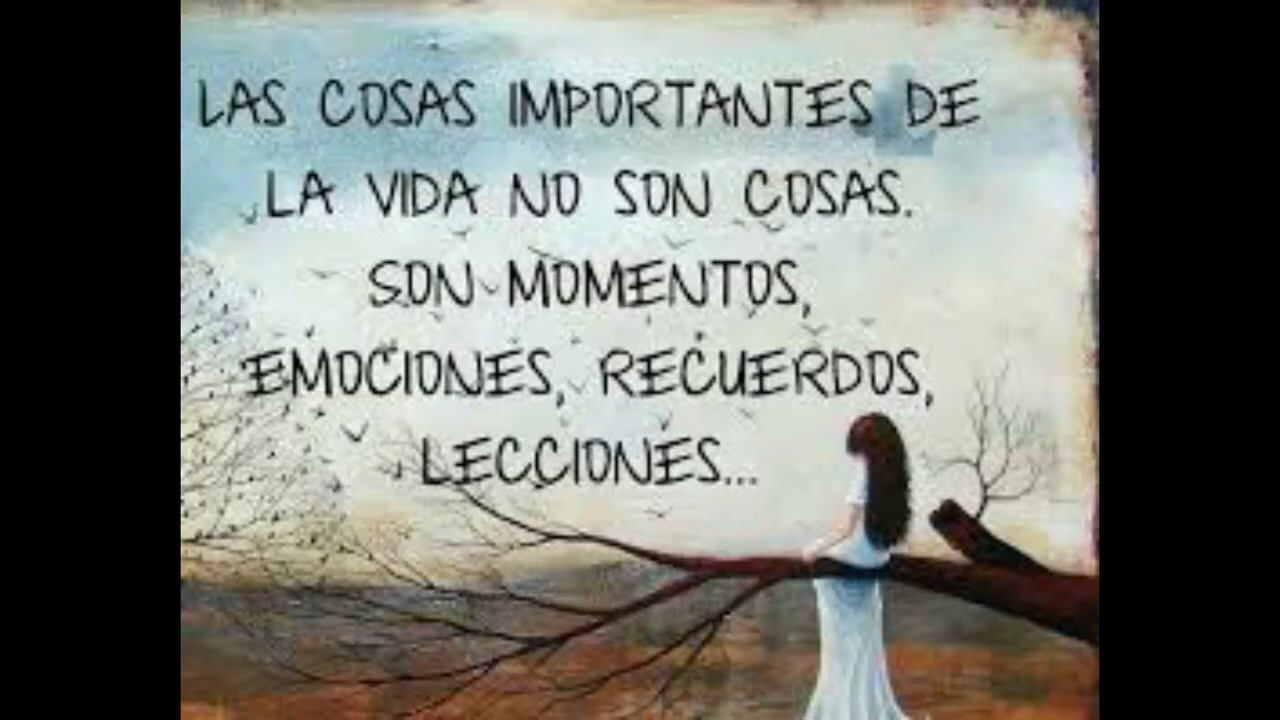 LAS COSAS IMPORTANTES DE
LA VIDA NO SON COSAS.
SON MOMENTOS,
EMOCIONES, RECUERDOS,
LECCIONES...